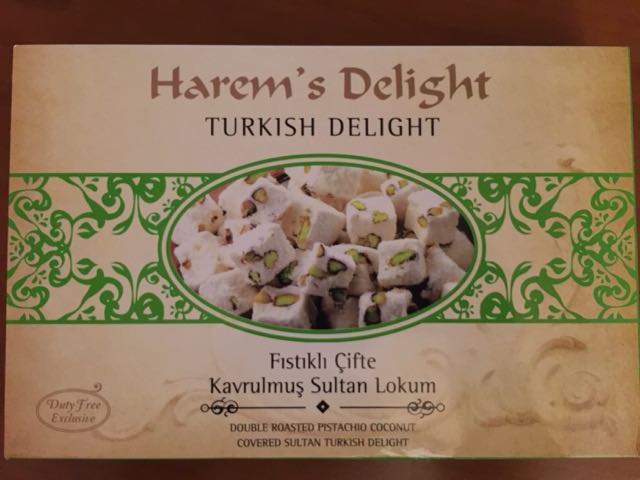 Harem's Delight
TURKISH DELIGHT
Fıstıklı Çifte
Kavrulmuş Sultan Lokum
DOUBLE ROASTED PISTACHIO COCONUT
COVERED SULTAN TURKISH DELIGHT
Duty Free
Exclusive